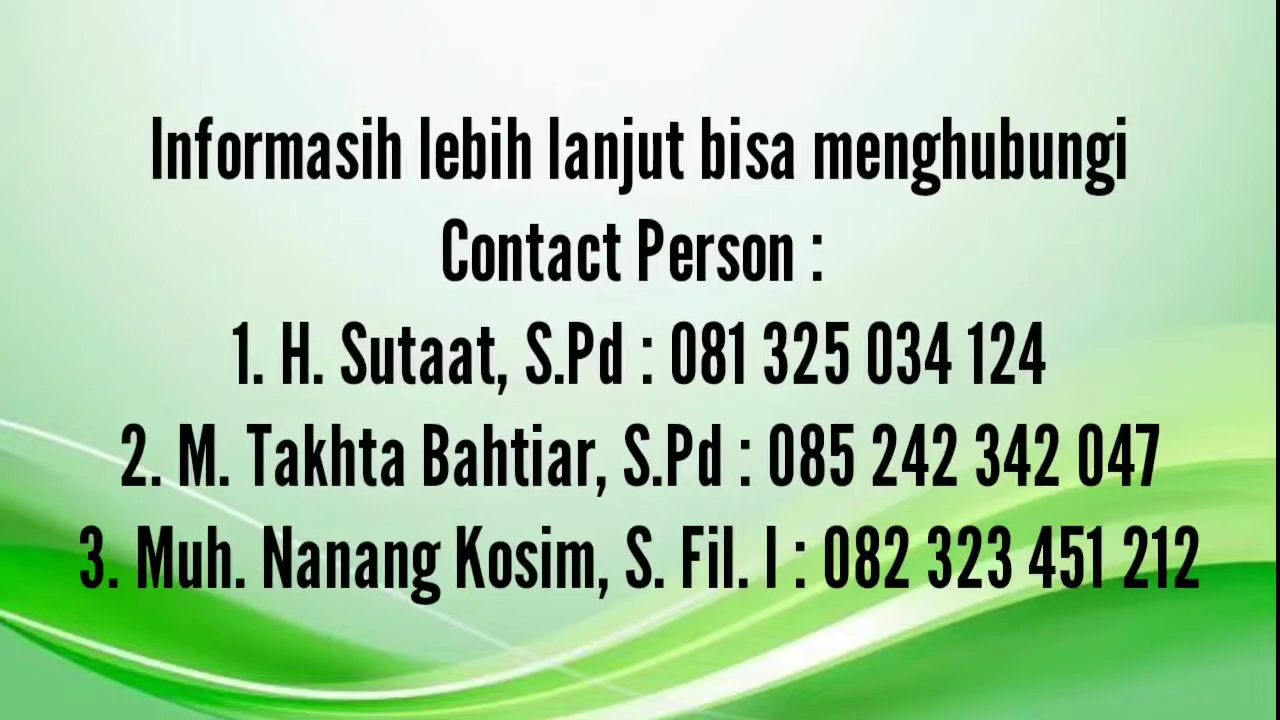 Informasih lebih lanjut bisa menghubungi
Contact Person :
1. H. Sutaat, S.Pd : 081 325 034 124
2. M. Takhta Bahtiar, S.Pd : 085 242 342 047
3. Muh. Nanang Kosim, S. Fil. I : 082 323 451 212